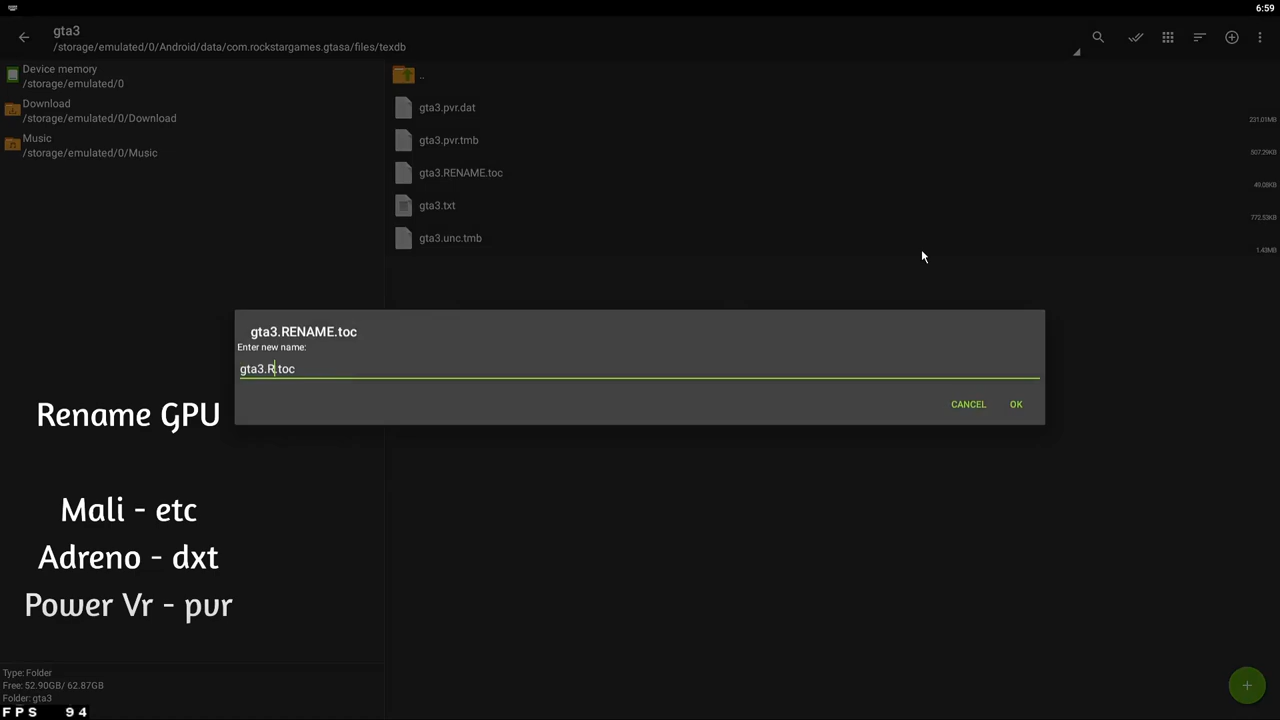 6:59
gta3
/storage/emulated/0/Android/data/com.rockstargames.gtasa/files/texdb
Device memory
/storage/emulated/0
Download
/storage/emulated/0/Download
Music
/storage/emulated/0/Music
..
gta3.pvr.dat
231.01MB
gta3.pvr.tmb
507.29KB
gta3.RENAME.toc
49.08KB
gta3.txt
772.53KB
gta3.unc.tmb
1.43MB
gta3.RENAME.toc
Enter new name:
gta3.R.toc
CANCEL OK
Rename GPU
Mali - etc
Adreno - dxt
Power Vr - pvr
Type: Folder
Free: 52.90GB/ 62.87GB
Folder: gta3
FPS 94